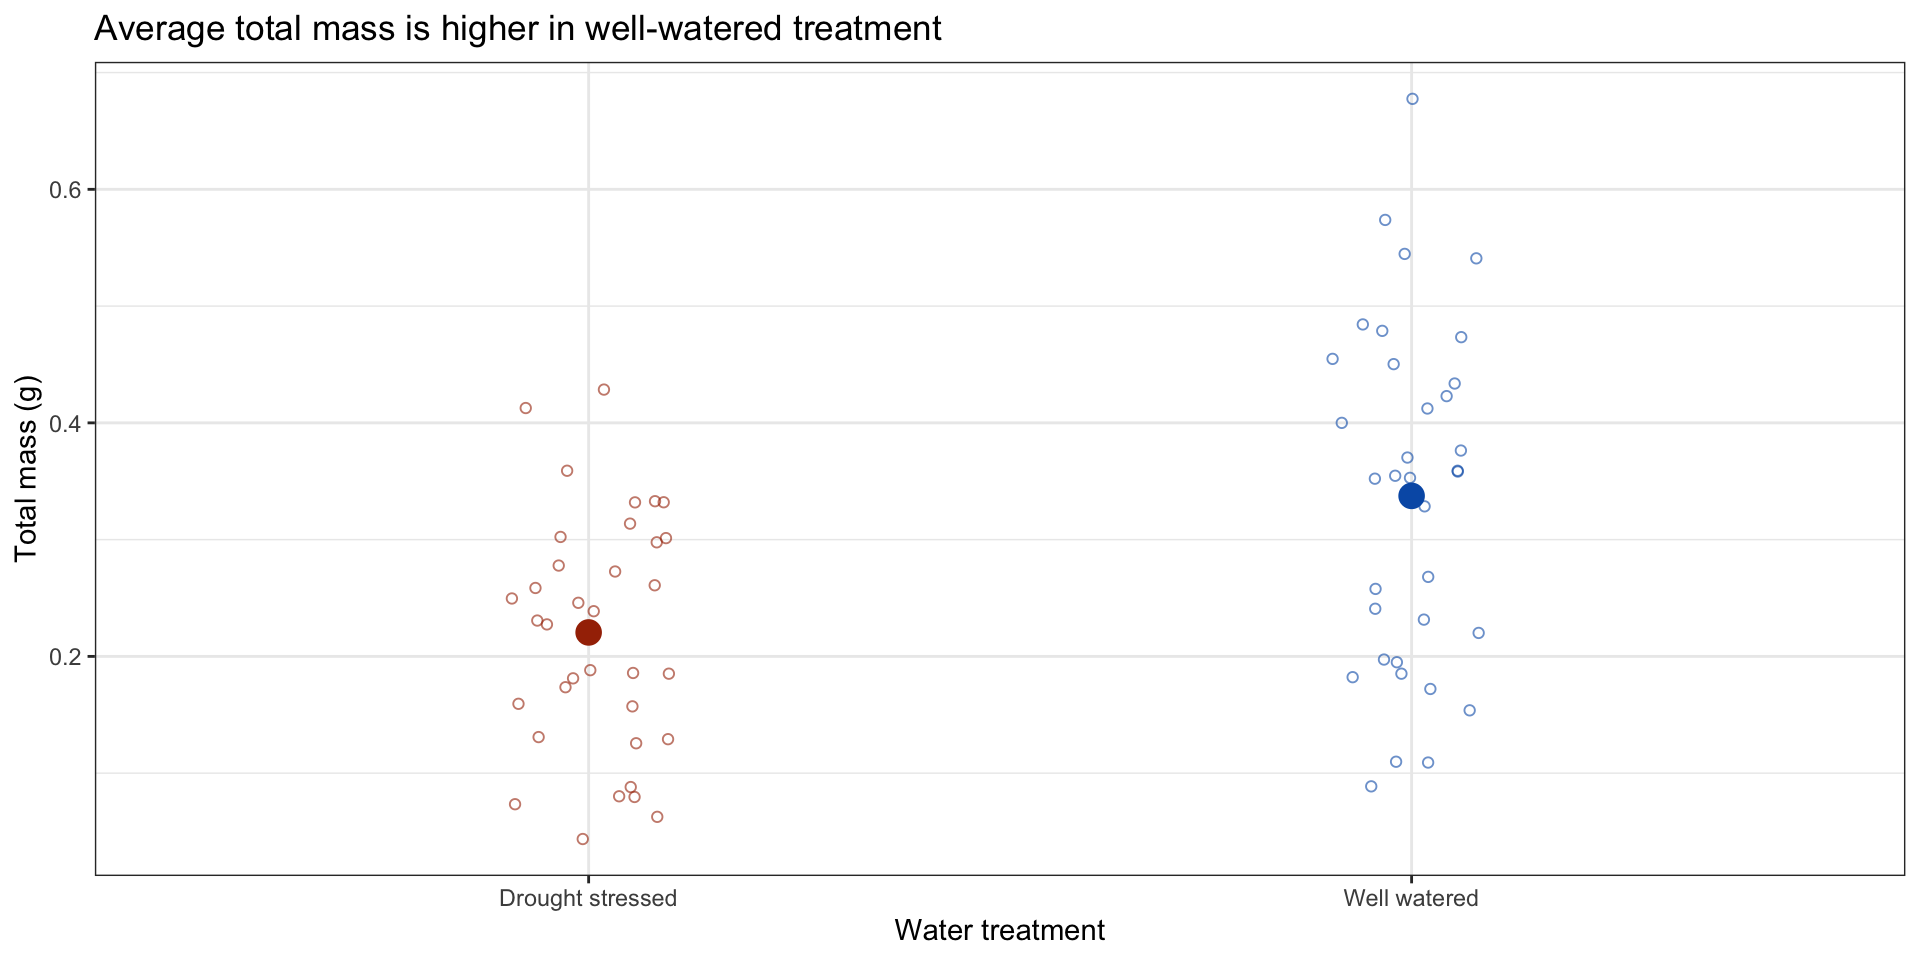 Average total mass is higher in well-watered treatment
Total mass (g)
0.6
0.4
0.2
Drought stressed
Well watered
Water treatment